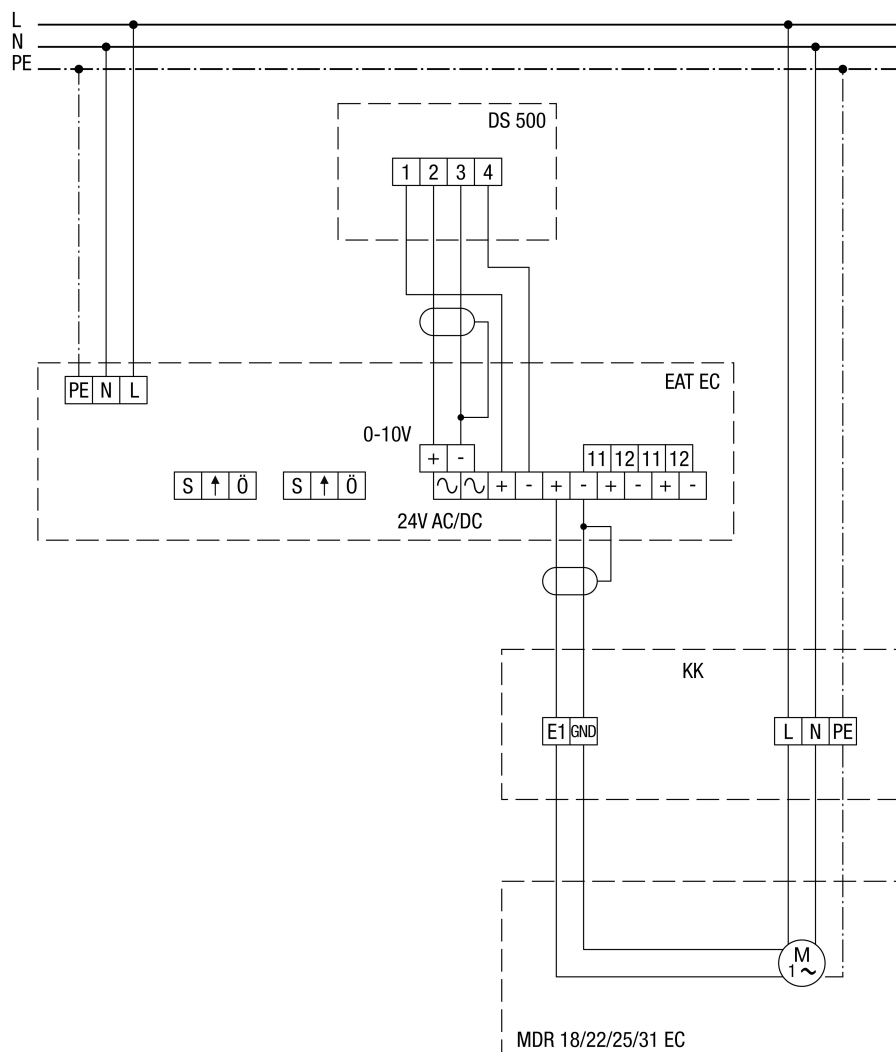 L
N
PE
DS 500
1 2 3 4
EAT EC
PE N L
0-10V
+ -
11 12 11 12
S ↑ Ö S ↑ Ö
∿ ∿ + - + - + - + -
24V AC/DC
KK
E1 GND
L N PE
M
1~
MDR 18/22/25/31 EC